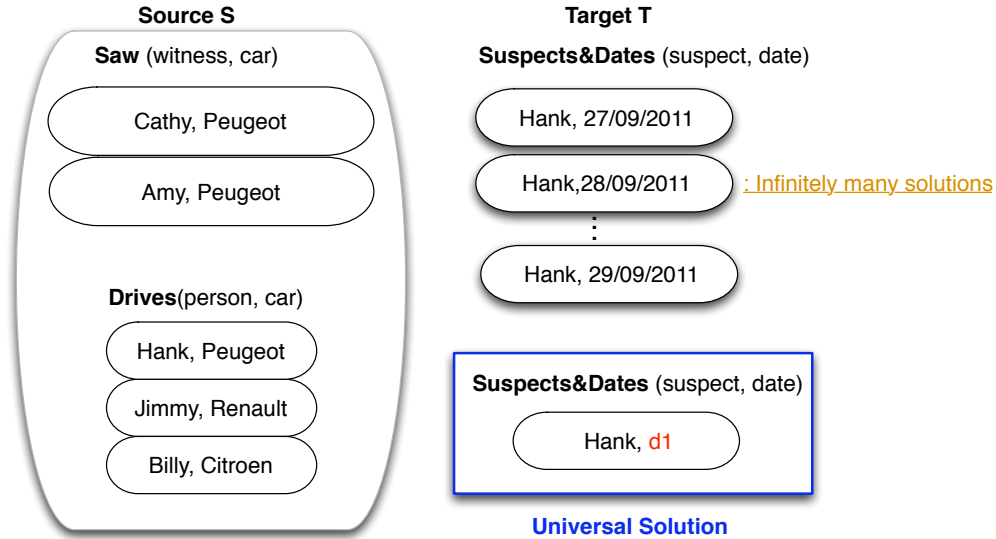 Source S
Saw (witness, car)
Cathy, Peugeot
Amy, Peugeot
Drives(person, car)
Hank, Peugeot
Jimmy, Renault
Billy, Citroen
Target T
Suspects&Dates (suspect, date)
Hank, 27/09/2011
Hank,28/09/2011
: Infinitely many solutions
Hank, 29/09/2011
Suspects&Dates (suspect, date)
Hank, d1
Universal Solution